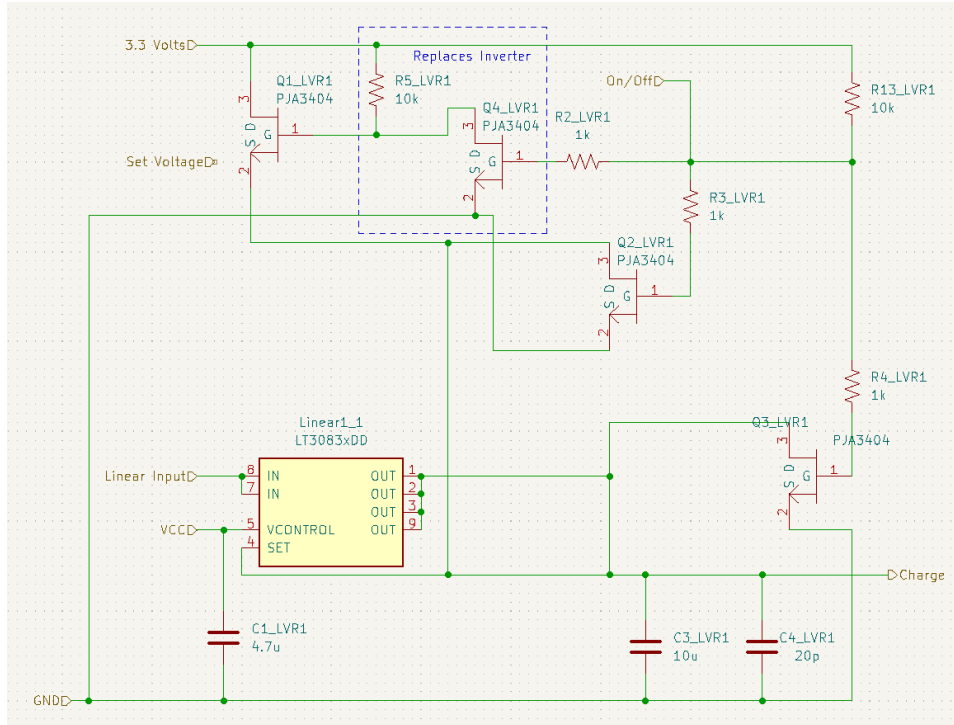 3.3 Volts
Replaces Inverter
Q1_LVR1
PJA3404
R5_LVR1
10k
On/Off
R13_LVR1
10k
3
D
S
G
1
2
Q4_LVR1
PJA3404
3
D
S
G
1
2
R2_LVR1
1k
Set Voltage
R3_LVR1
1k
Q2_LVR1
PJA3404
3
D
S
G
1
2
R4_LVR1
1k
Q3_LVR1
PJA3404
3
D
S
G
1
2
Linear1_1
LT3083xDD
Linear Input
8 IN OUT 1
7 IN OUT 2
OUT 3
VCC
5 VCONTROL OUT 9
4 SET
Charge
C1_LVR1
4.7u
C3_LVR1
10u
C4_LVR1
20p
GND